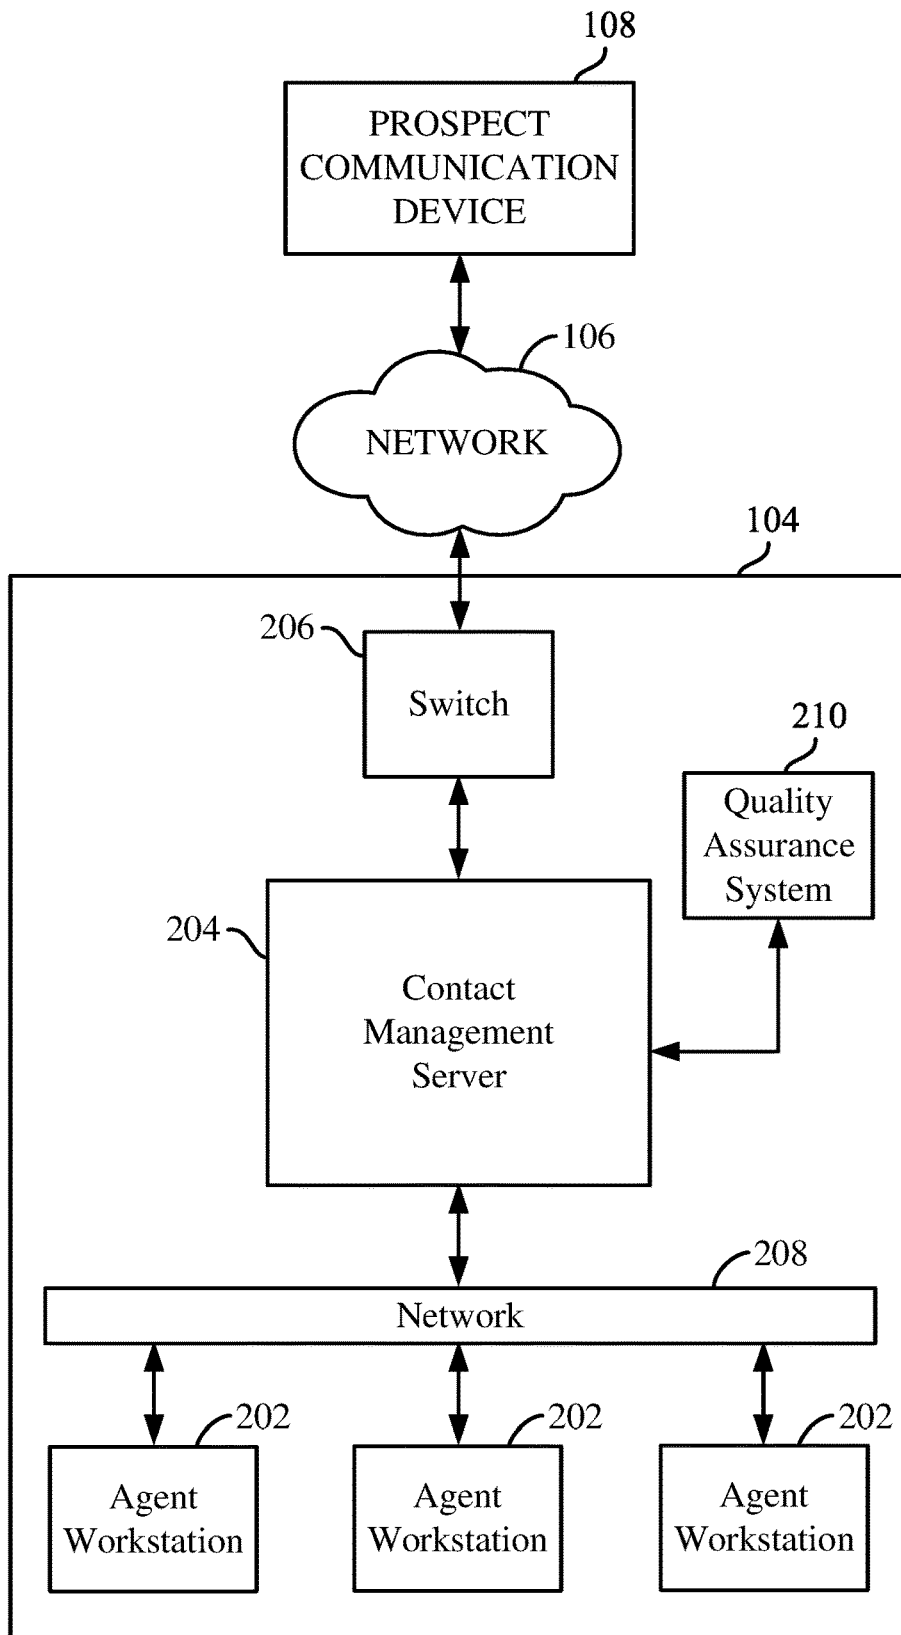 108
PROSPECT
COMMUNICATION
DEVICE
106
NETWORK
104
206
Switch
210
Quality
Assurance
System
204
Contact
Management
Server
208
Network
202
202
202
Agent
Workstation
Agent
Workstation
Agent
Workstation